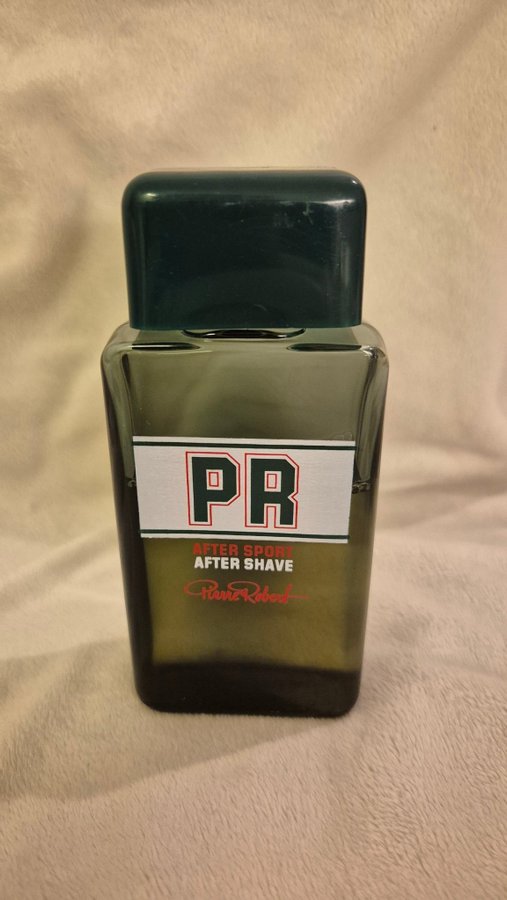 PR
AFTER SPORT
AFTER SHAVE
Pierre Robert